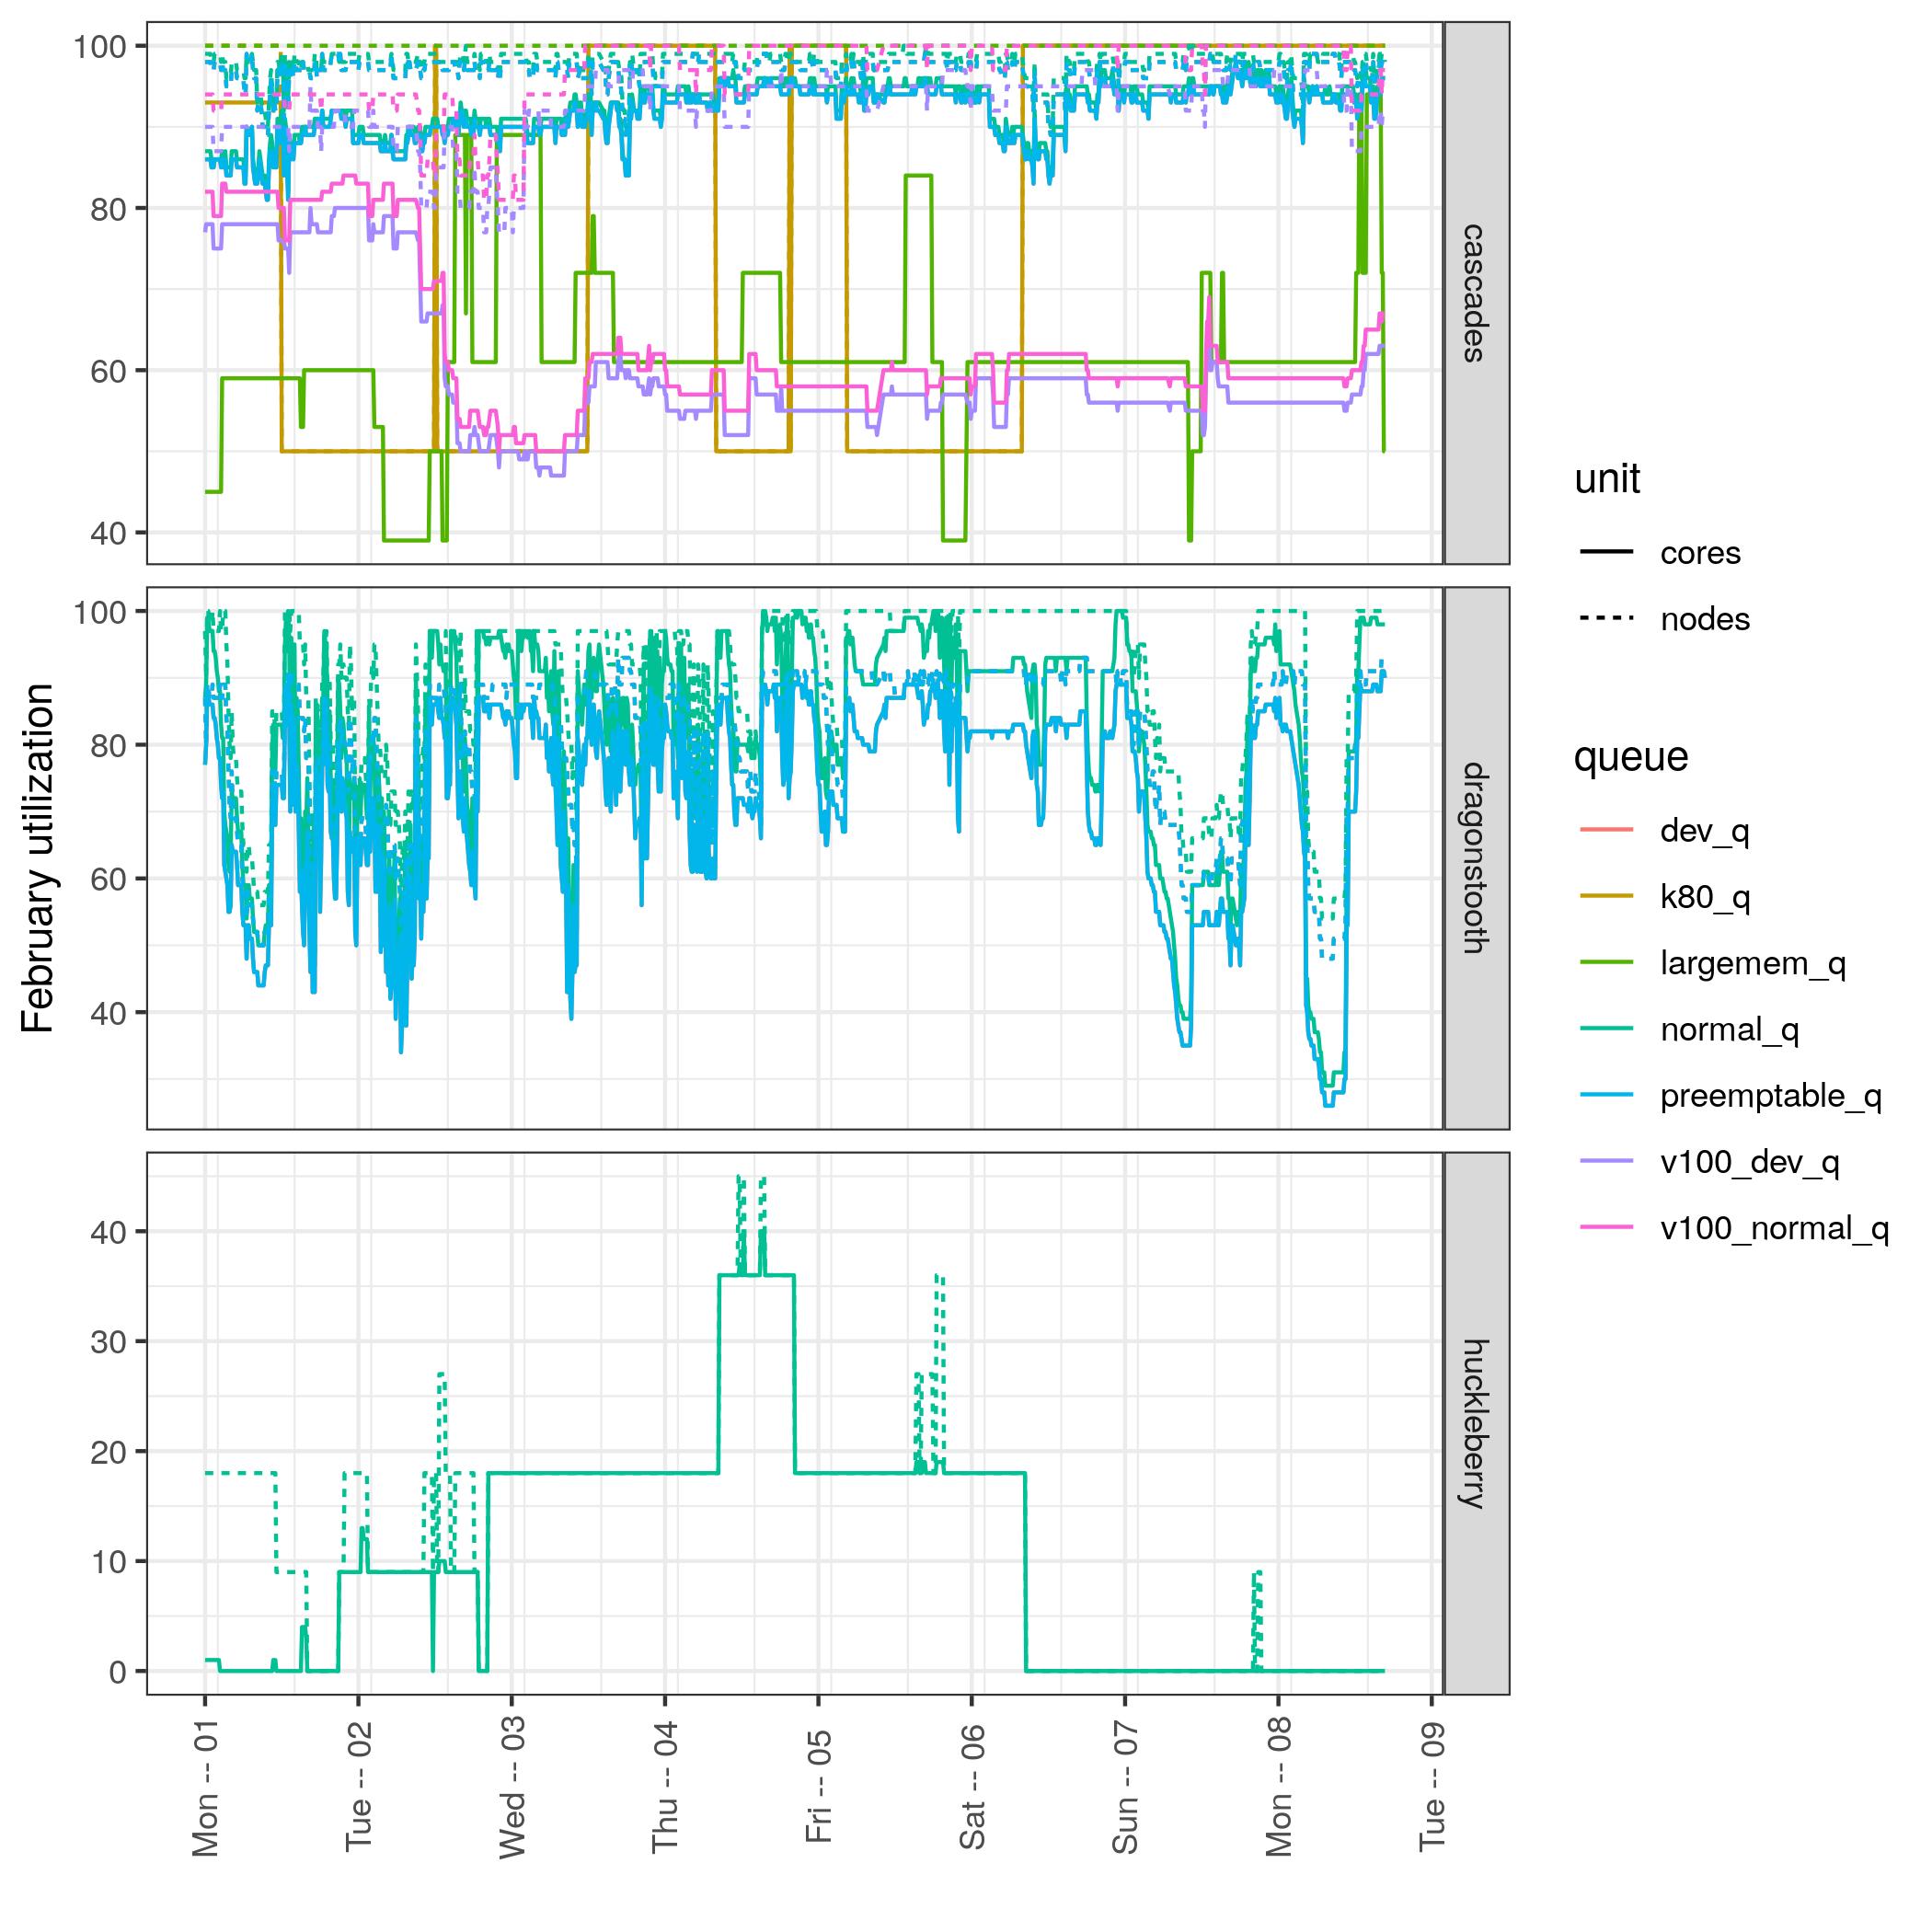 February utilization
100
80
60
40
cascades
100
80
60
40
dragonstooth
40
30
20
10
0
huckleberry
Mon -- 01
Tue -- 02
Wed -- 03
Thu -- 04
Fri -- 05
Sat -- 06
Sun -- 07
Mon -- 08
Tue -- 09
unit
cores
nodes
queue
dev_q
k80_q
largemem_q
normal_q
preemptable_q
v100_dev_q
v100_normal_q